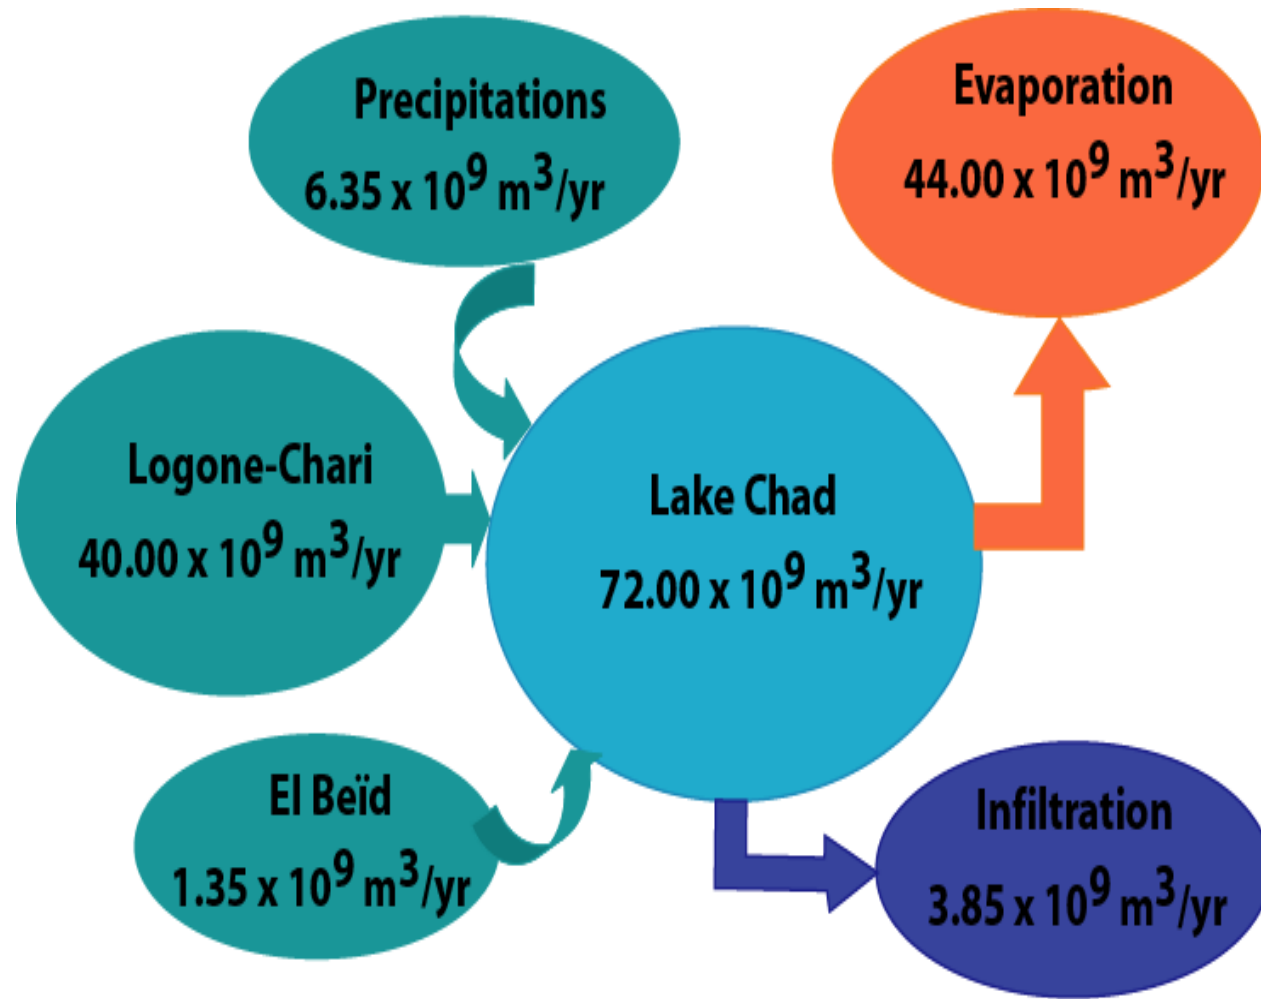 Precipitations
6.35 x 10⁹ m³/yr
Evaporation
44.00 x 10⁹ m³/yr
Logone-Chari
40.00 x 10⁹ m³/yr
Lake Chad
72.00 x 10⁹ m³/yr
El Beïd
1.35 x 10⁹ m³/yr
Infiltration
3.85 x 10⁹ m³/yr